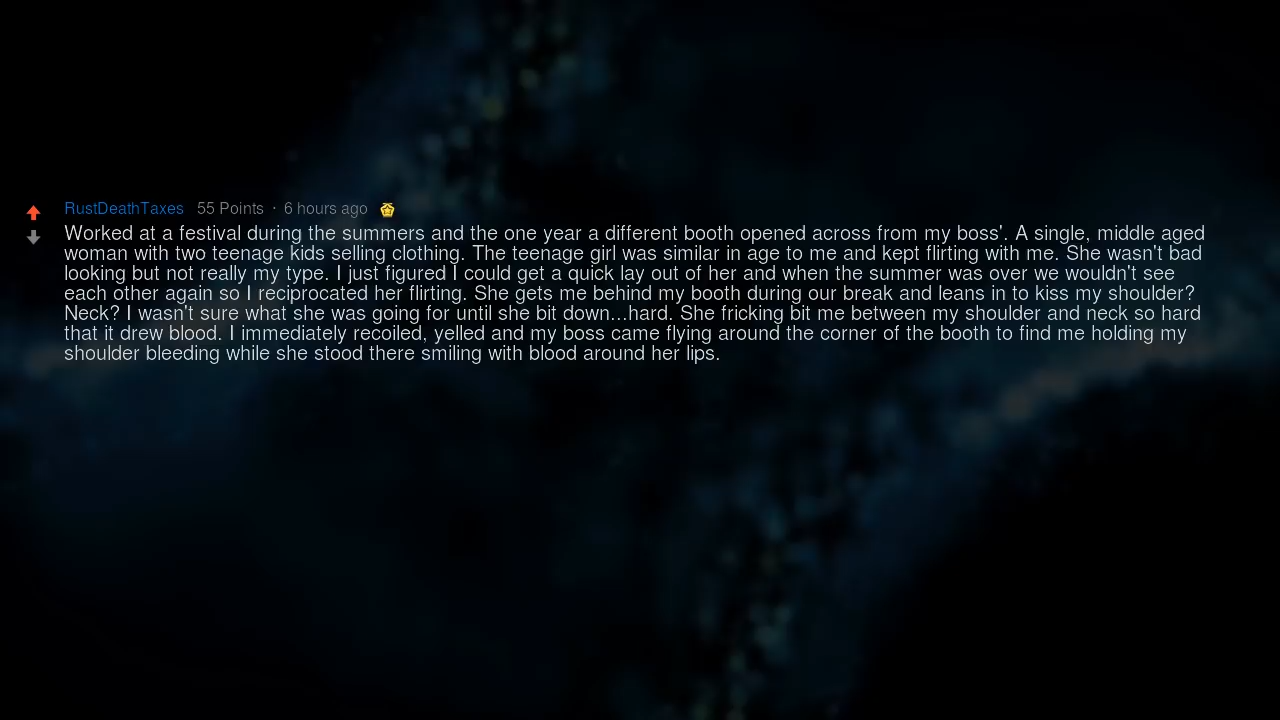 RustDeathTaxes 55 Points · 6 hours ago
Worked at a festival during the summers and the one year a different booth opened across from my boss'. A single, middle aged
woman with two teenage kids selling clothing. The teenage girl was similar in age to me and kept flirting with me. She wasn't bad
looking but not really my type. I just figured I could get a quick lay out of her and when the summer was over we wouldn't see
each other again so I reciprocated her flirting. She gets me behind my booth during our break and leans in to kiss my shoulder?
Neck? I wasn't sure what she was going for until she bit down...hard. She fricking bit me between my shoulder and neck so hard
that it drew blood. I immediately recoiled, yelled and my boss came flying around the corner of the booth to find me holding my
shoulder bleeding while she stood there smiling with blood around her lips.